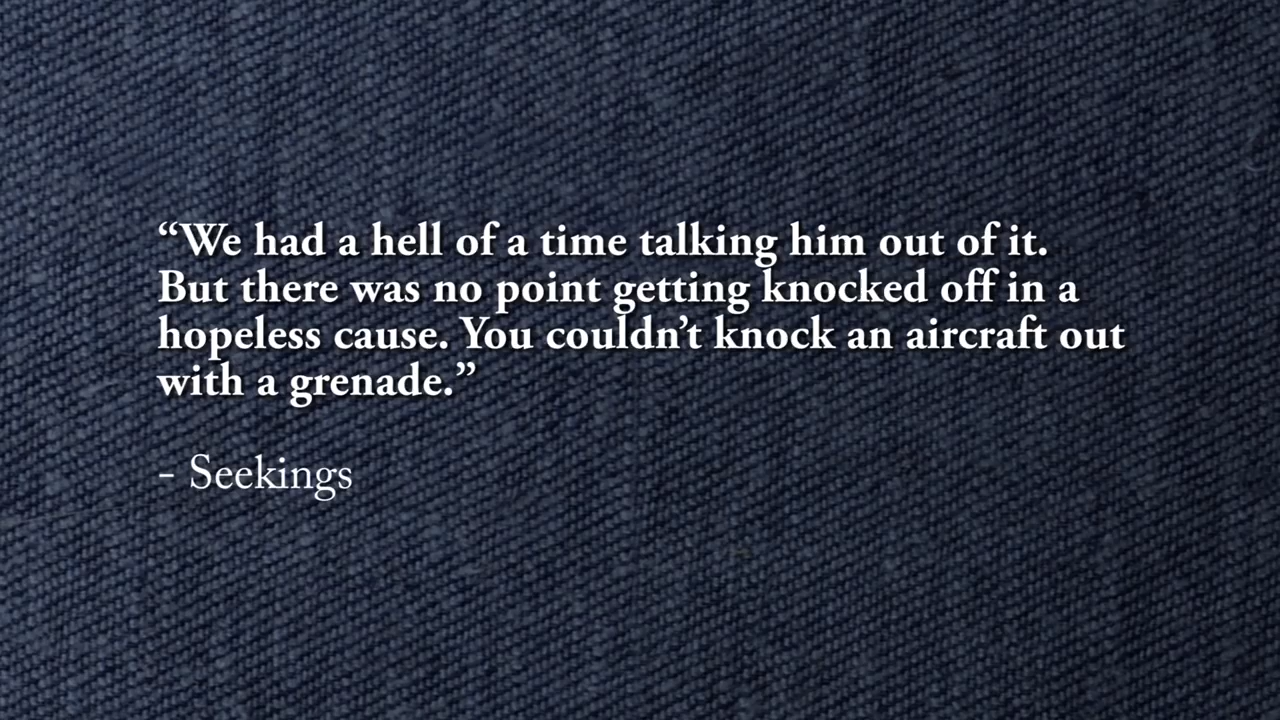 “We had a hell of a time talking him out of it.
But there was no point getting knocked off in a
hopeless cause. You couldn’t knock an aircraft out
with a grenade.”
– Seekings